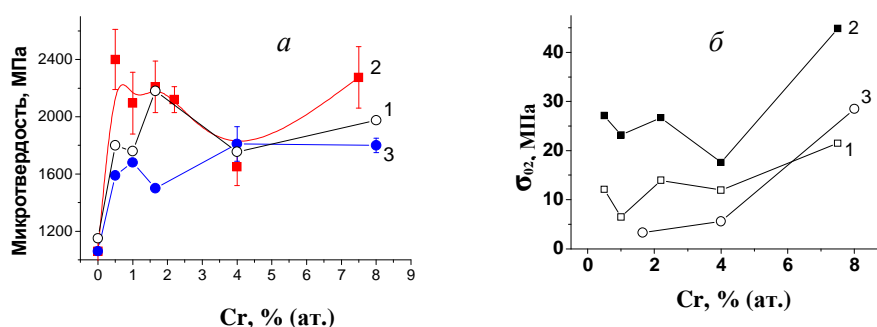 а
Микротвердость, МПа
2400
2000
1600
1200
2
1
3
0 1 2 3 4 5 6 7 8 9
Cr, % (ат.)
б
σ₀₂, МПа
50
40
30
20
10
0
2
3
1
0 2 4 6 8
Cr, % (ат.)